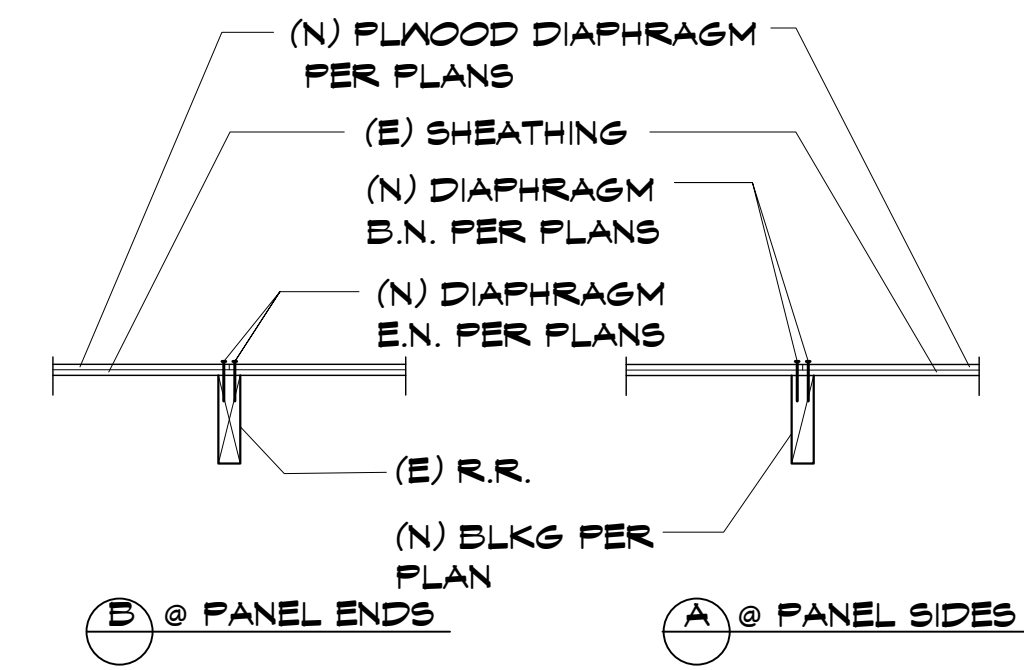 (N) PLWOOD DIAPHRAGM
PER PLANS
(E) SHEATHING
(N) DIAPHRAGM
B.N. PER PLANS
(N) DIAPHRAGM
E.N. PER PLANS
(E) R.R.
(N) BLKG PER
PLAN
B @ PANEL ENDS
A @ PANEL SIDES